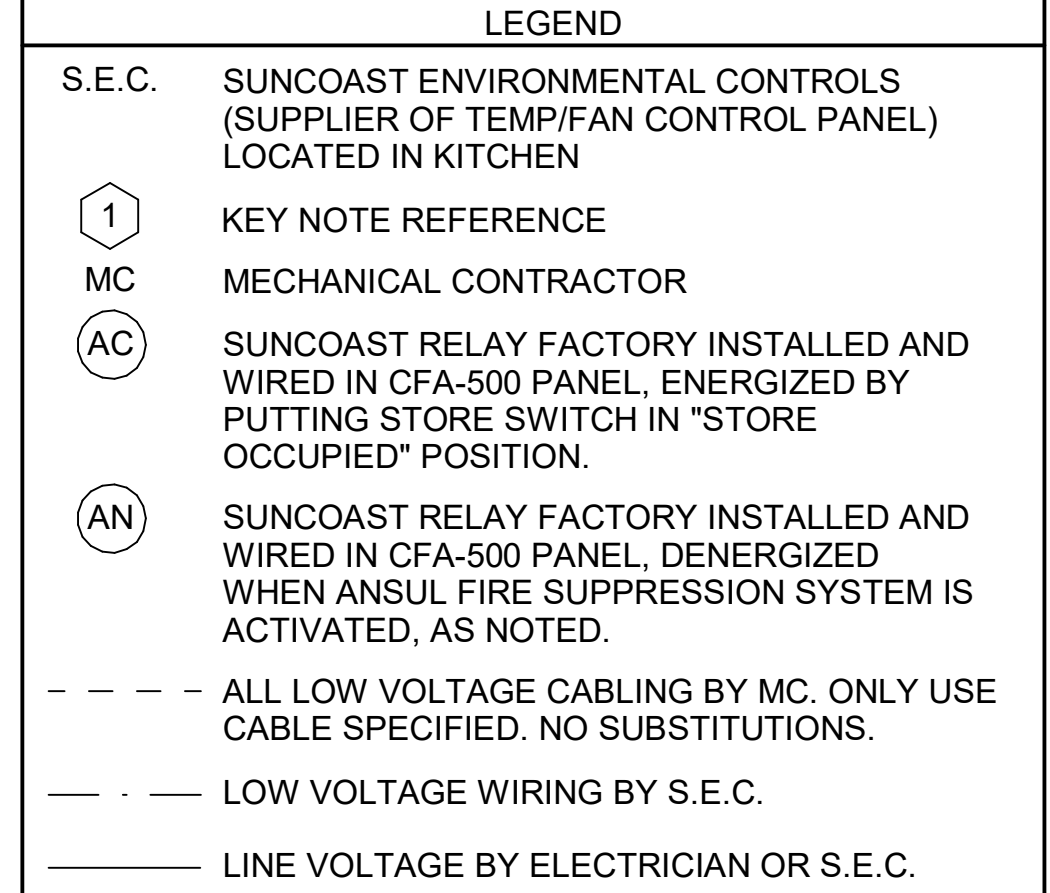 LEGEND
S.E.C. SUNCOAST ENVIRONMENTAL CONTROLS
(SUPPLIER OF TEMP/FAN CONTROL PANEL)
LOCATED IN KITCHEN
1 KEY NOTE REFERENCE
MC MECHANICAL CONTRACTOR
AC SUNCOAST RELAY FACTORY INSTALLED AND
WIRED IN CFA-500 PANEL, ENERGIZED BY
PUTTING STORE SWITCH IN "STORE
OCCUPIED" POSITION.
AN SUNCOAST RELAY FACTORY INSTALLED AND
WIRED IN CFA-500 PANEL, DENERGIZED
WHEN ANSUL FIRE SUPPRESSION SYSTEM IS
ACTIVATED, AS NOTED.
ALL LOW VOLTAGE CABLING BY MC. ONLY USE
CABLE SPECIFIED. NO SUBSTITUTIONS.
LOW VOLTAGE WIRING BY S.E.C.
LINE VOLTAGE BY ELECTRICIAN OR S.E.C.